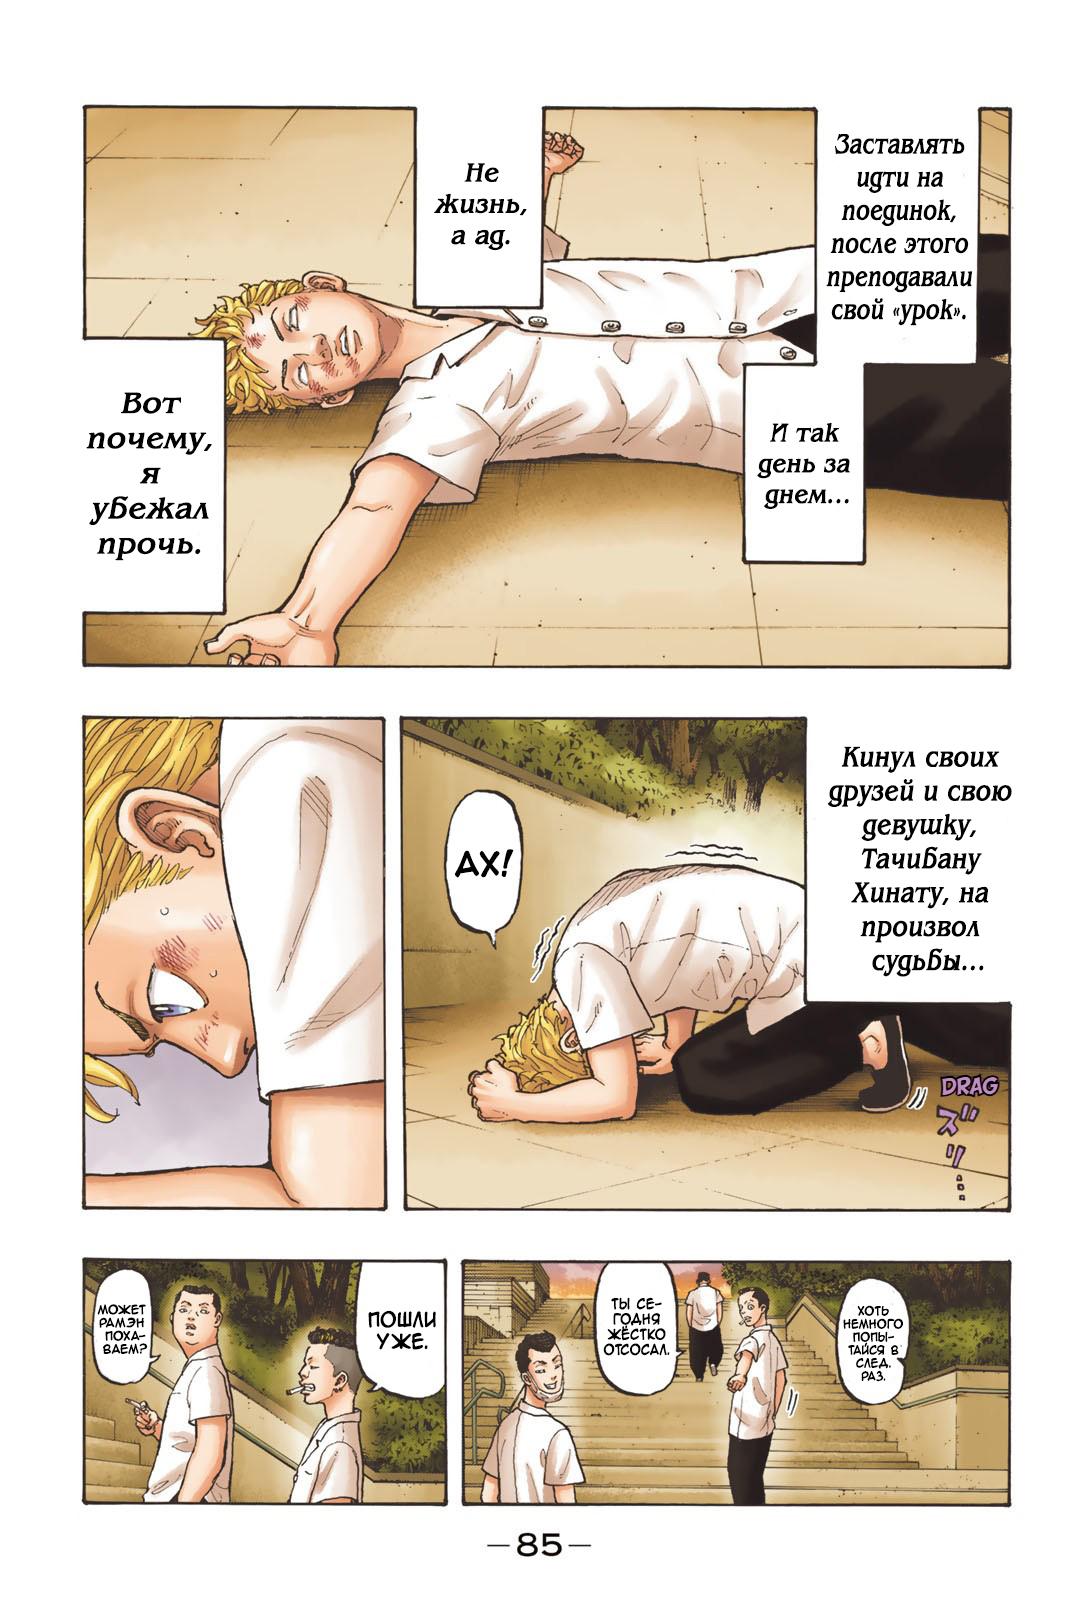 Заставлять
идти на
поединок,
после этого
преподавали
свой «урок».
И так
день за
днем...
Не
жизнь,
а ад.
Вот
почему,
я
убежал
прочь.
Кинул своих
друзей и свою
девушку,
Тачибану
Хинату, на
произвол
судьбы...
АХ!
DRAG
ズリ...
ХОТЬ
НЕМНОГО
ПОПЫ-
ТАЙСЯ В
СЛЕД.
РАЗ.
ТЫ СЕ-
ГОДНЯ
ЖЁСТКО
ОТСОСАЛ.
ПОШЛИ
УЖЕ.
МОЖЕТ
РАМЭН
ПОХА-
ВАЕМ?
—85—